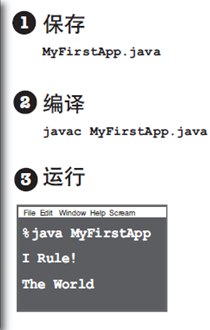 1 保存
MyFirstApp.java
2 编译
javac MyFirstApp.java
3 运行
File Edit Window Help Scream
%java MyFirstApp
I Rule!
The World